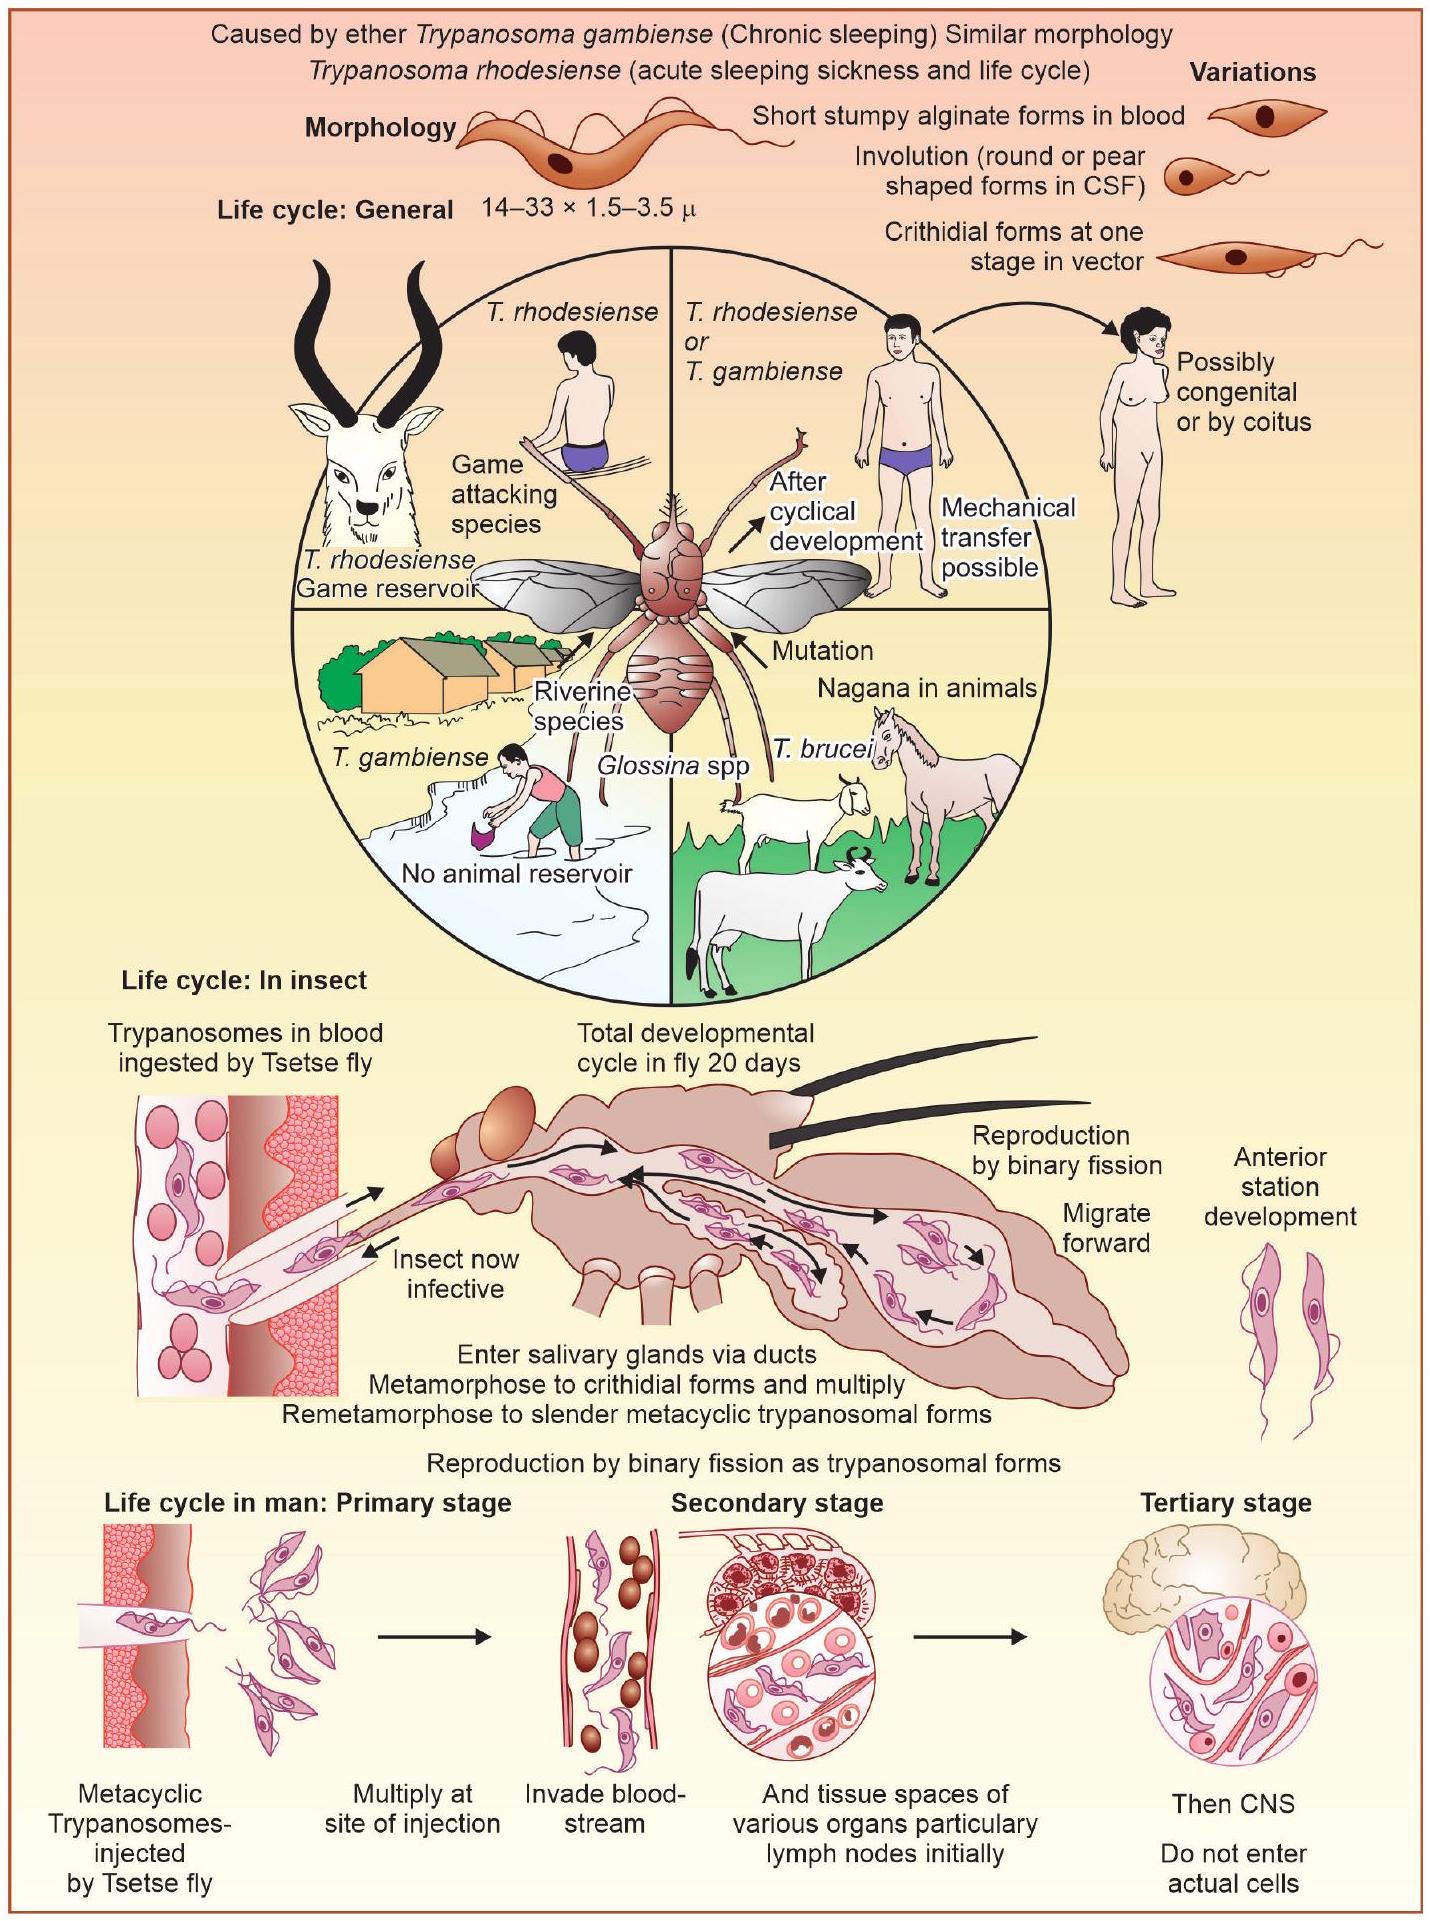 Caused by ether Trypanosoma gambiense (Chronic sleeping) Similar morphology
Trypanosoma rhodesiense (acute sleeping sickness and life cycle)
Variations
Morphology
Short stumpy alginate forms in blood
Involution (round or pear
shaped forms in CSF)
Life cycle: General
14–33 × 1.5–3.5 μ
Crithidial forms at one
stage in vector
T. rhodesiense
T. rhodesiense
or
T. gambiense
Possibly
congenital
or by coitus
Game
attacking
species
After
cyclical
development
Mechanical
transfer
possible
T. rhodesiense
Game reservoir
Mutation
Nagana in animals
Riverine
species
T. gambiense
Glossina spp
T. brucei
No animal reservoir
Life cycle: In insect
Trypanosomes in blood
ingested by Tsetse fly
Total developmental
cycle in fly 20 days
Reproduction
by binary fission
Anterior
station
development
Migrate
forward
Insect now
infective
Enter salivary glands via ducts
Metamorphose to crithidial forms and multiply
Remetamorphose to slender metacyclic trypanosomal forms
Reproduction by binary fission as trypanosomal forms
Life cycle in man: Primary stage
Secondary stage
Tertiary stage
Metacyclic
Trypanosomes-
injected
by Tsetse fly
Multiply at
site of injection
Invade blood-
stream
And tissue spaces of
various organs particulary
lymph nodes initially
Then CNS
Do not enter
actual cells